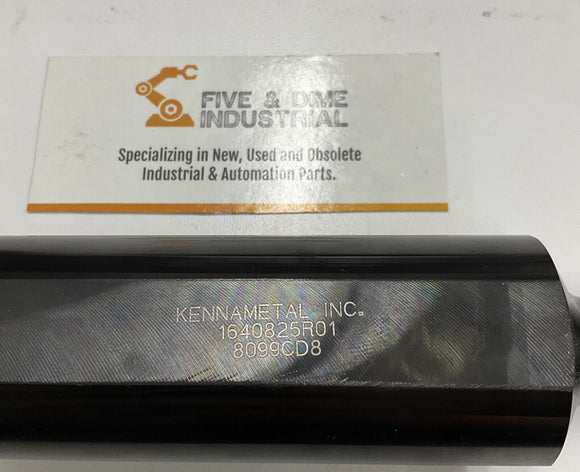 FIVE & DIME
INDUSTRIAL
Specializing in New, Used and Obsolete
Industrial & Automation Parts.
KENNAMETAL INC.
1640825R01
8099CD8